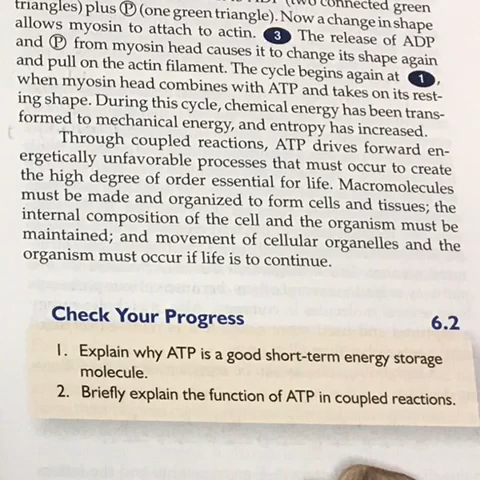 (two connected green
triangles) plus Ⓟ (one green triangle). Now a change in shape
allows myosin to attach to actin. 3 The release of ADP
and Ⓟ from myosin head causes it to change its shape again
and pull on the actin filament. The cycle begins again at 1,
when myosin head combines with ATP and takes on its rest-
ing shape. During this cycle, chemical energy has been trans-
formed to mechanical energy, and entropy has increased.
Through coupled reactions, ATP drives forward en-
ergetically unfavorable processes that must occur to create
the high degree of order essential for life. Macromolecules
must be made and organized to form cells and tissues; the
internal composition of the cell and the organism must be
maintained; and movement of cellular organelles and the
organism must occur if life is to continue.
Check Your Progress 6.2
1. Explain why ATP is a good short-term energy storage
molecule.
2. Briefly explain the function of ATP in coupled reactions.